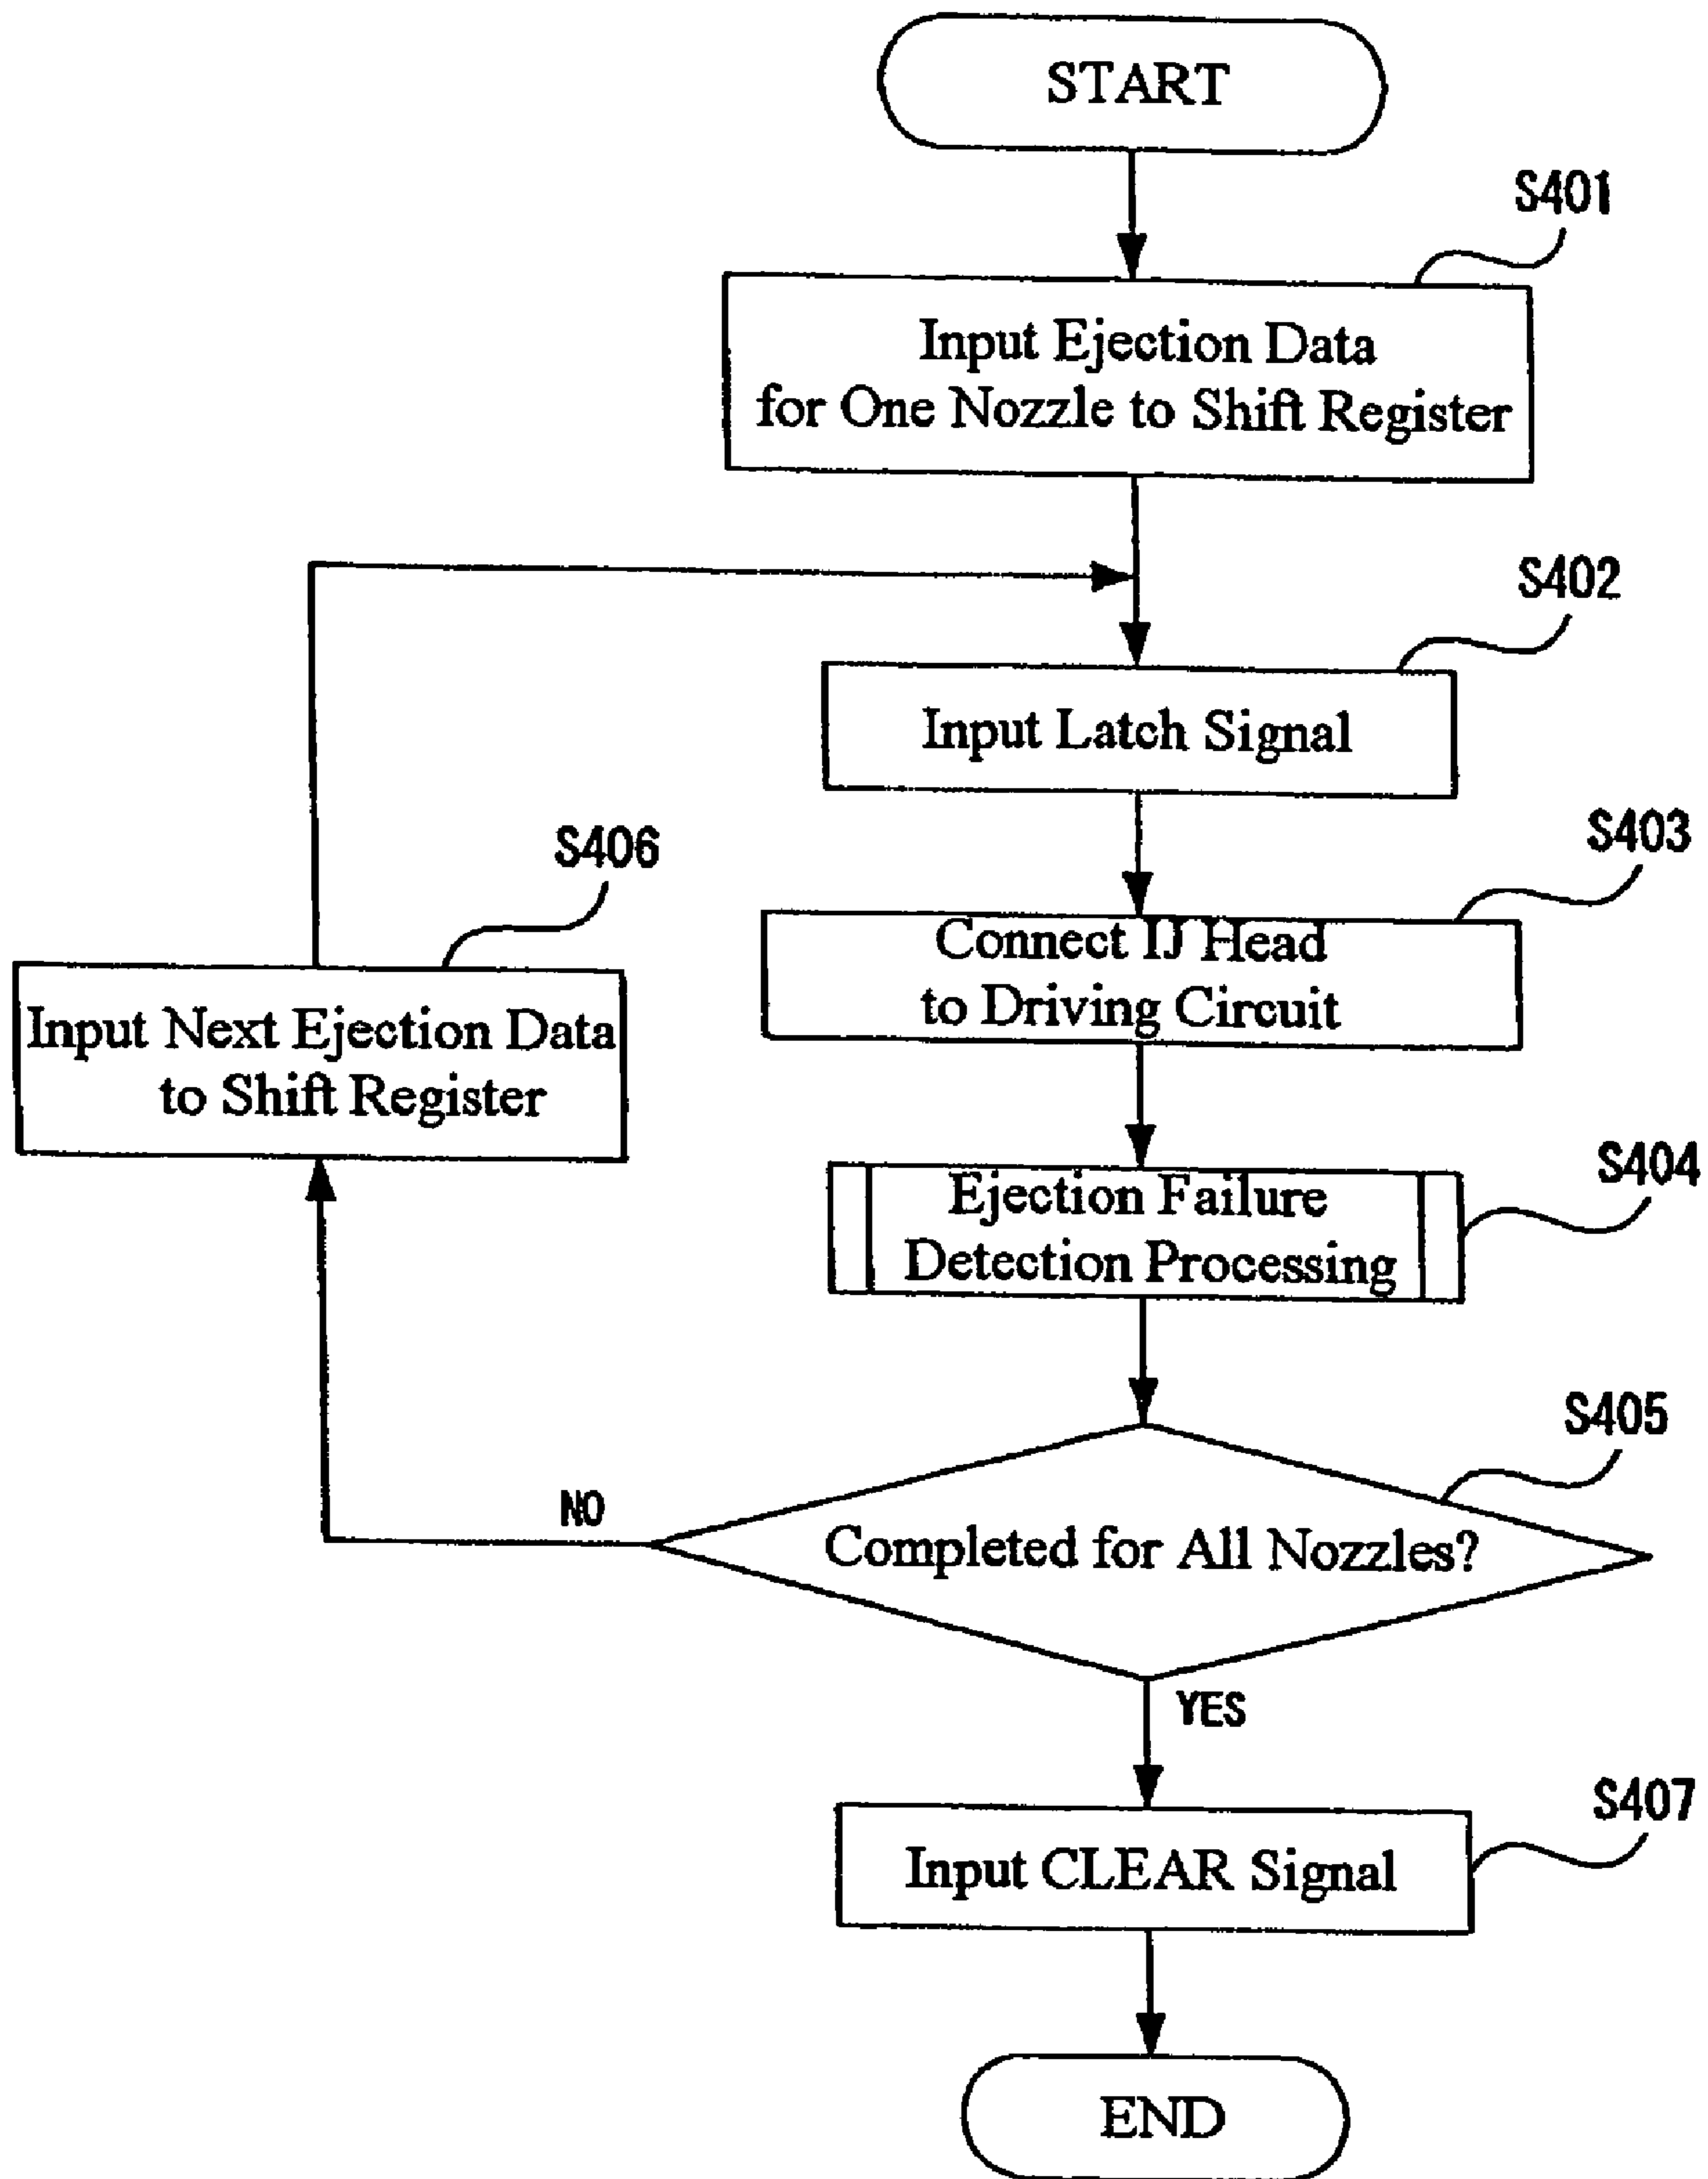 START
S401
Input Ejection Data
for One Nozzle to Shift Register
S402
Input Latch Signal
S403
Connect IJ Head
to Driving Circuit
S406
Input Next Ejection Data
to Shift Register
S404
Ejection Failure
Detection Processing
S405
Completed for All Nozzles?
NO
YES
S407
Input CLEAR Signal
END